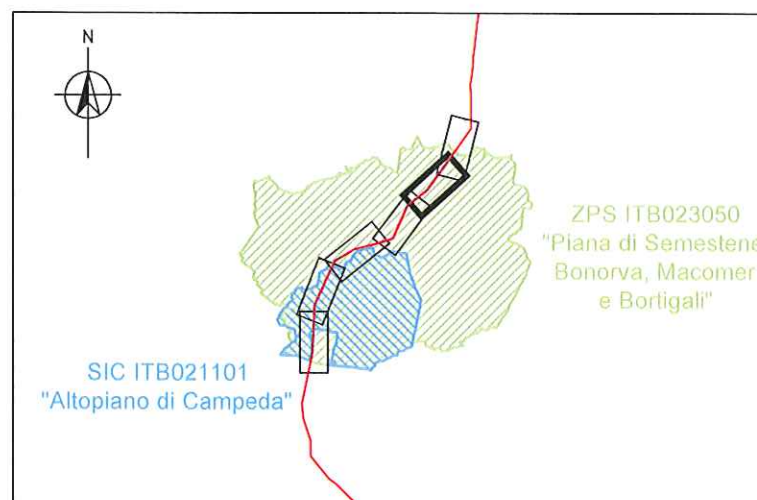 N
ZPS ITB023050
"Piana di Semestene
Bonorva, Macomer
e Bortigali"
SIC ITB021101
"Altopiano di Campeda"